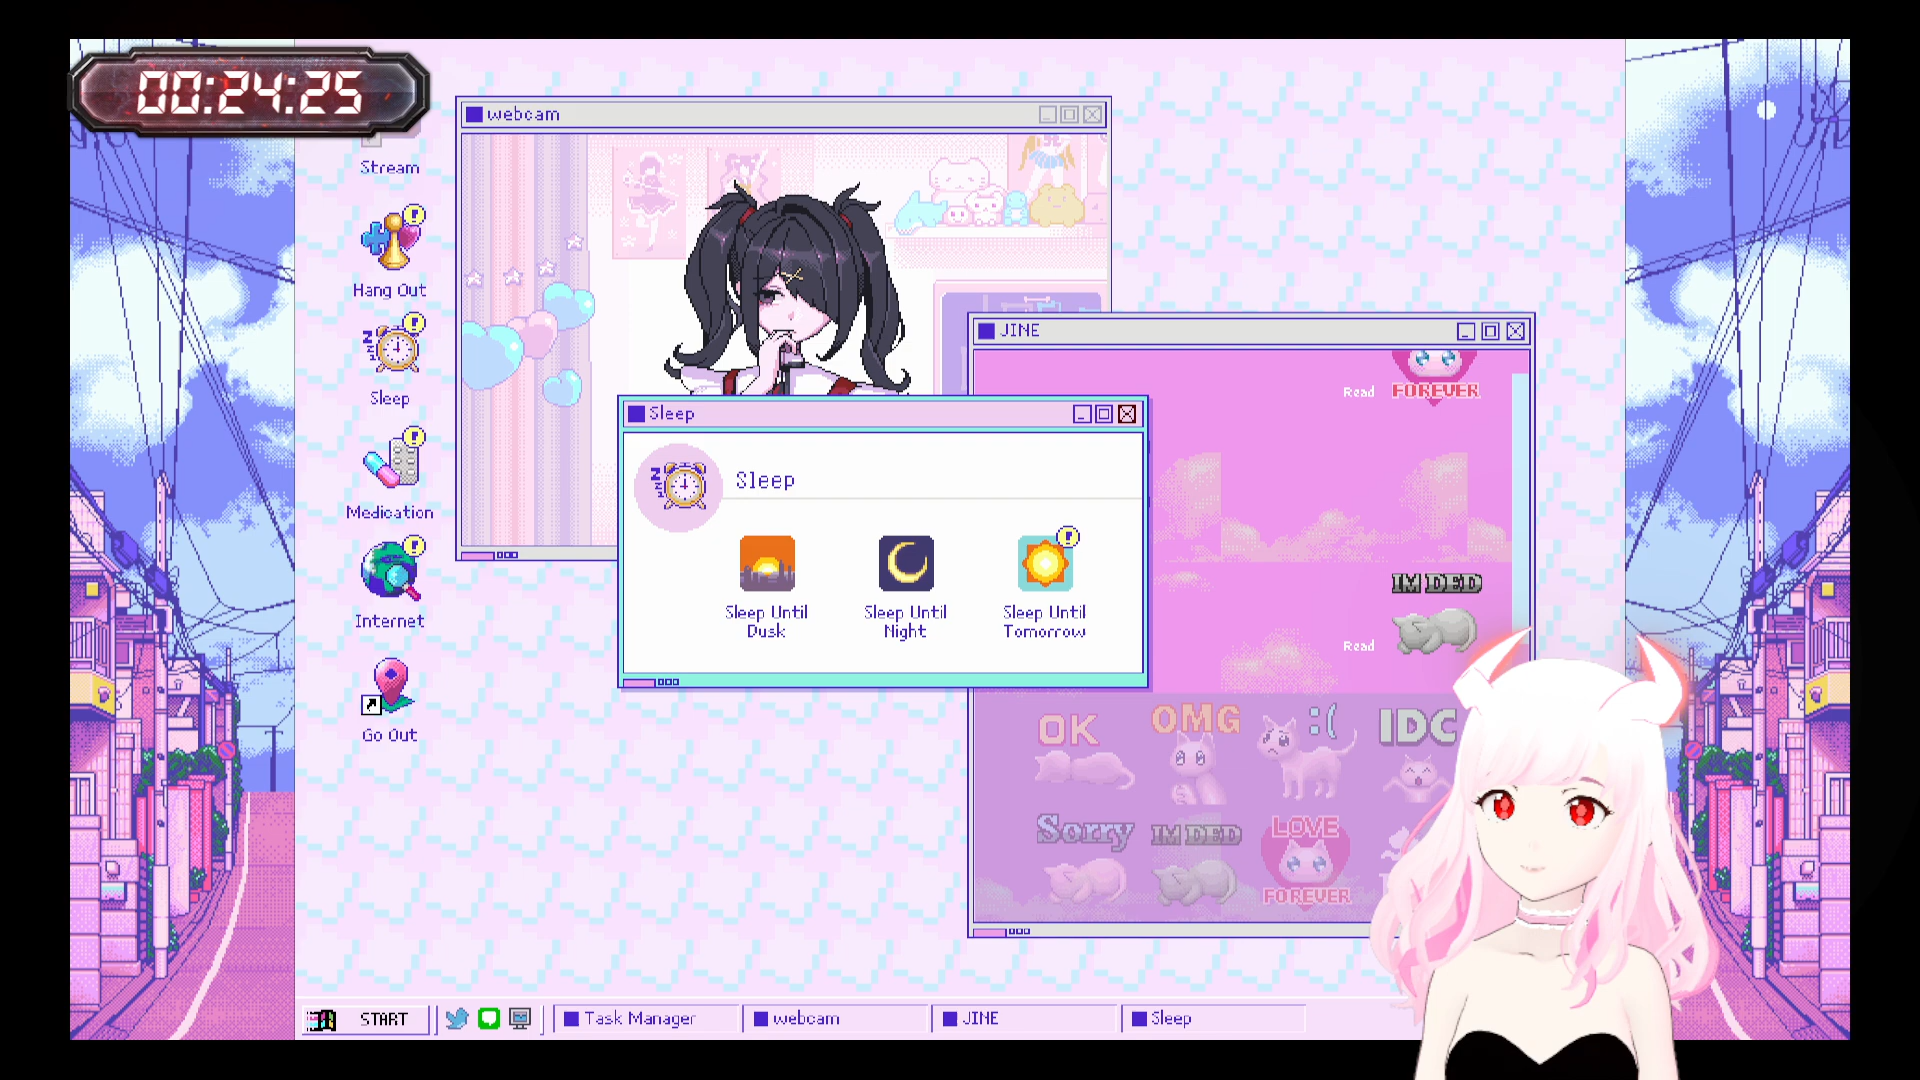 00:24:25
Stream
Hang Out
Sleep
Medication
Internet
Go Out
webcam
JINE
Read
FOREVER
IM DED
Read
Sleep
Sleep
Sleep Until
Dusk
Sleep Until
Night
Sleep Until
Tomorrow
OK
OMG
:(
IDC
Sorry
IM DED
LOVE
FOREVER
START
Task Manager
webcam
JINE
Sleep